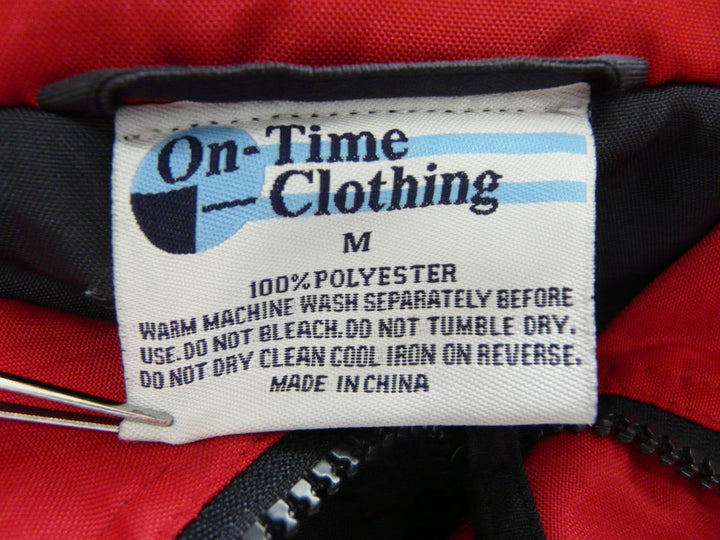 On-Time
Clothing
M
100% POLYESTER
WARM MACHINE WASH SEPARATELY BEFORE
USE. DO NOT BLEACH. DO NOT TUMBLE DRY.
DO NOT DRY CLEAN COOL IRON ON REVERSE.
MADE IN CHINA